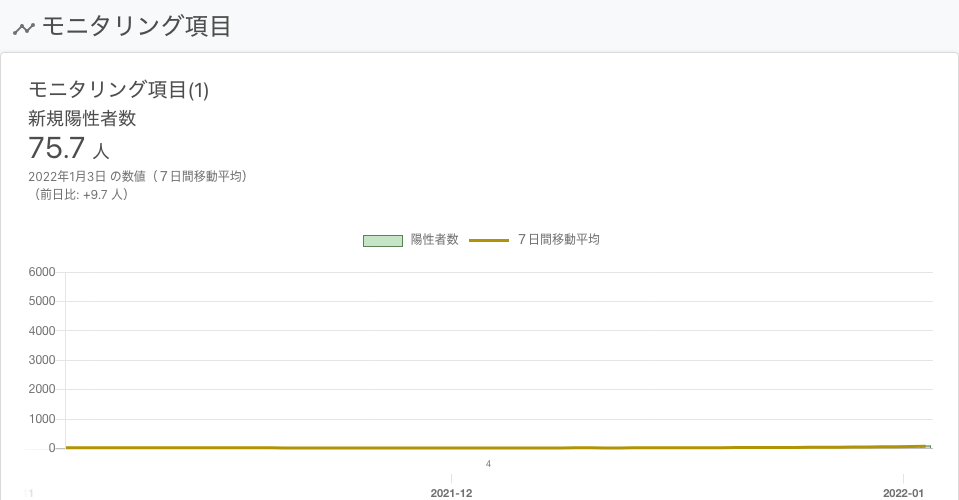 モニタリング項目
モニタリング項目(1)
新規陽性者数
75.7 人
2022年1月3日 の数値（７日間移動平均）
（前日比: +9.7 人）
陽性者数 ７日間移動平均
6000
5000
4000
3000
2000
1000
0
4
1 2021-12 2022-01